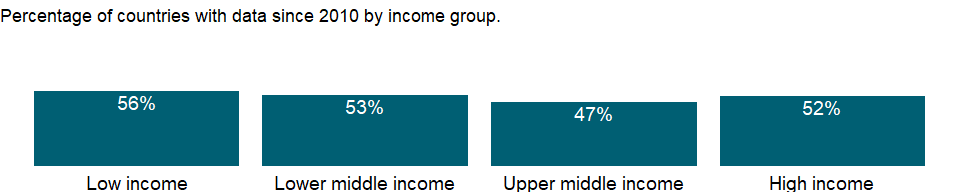 Percentage of countries with data since 2010 by income group.
56% 53% 47% 52%
Low income Lower middle income Upper middle income High income